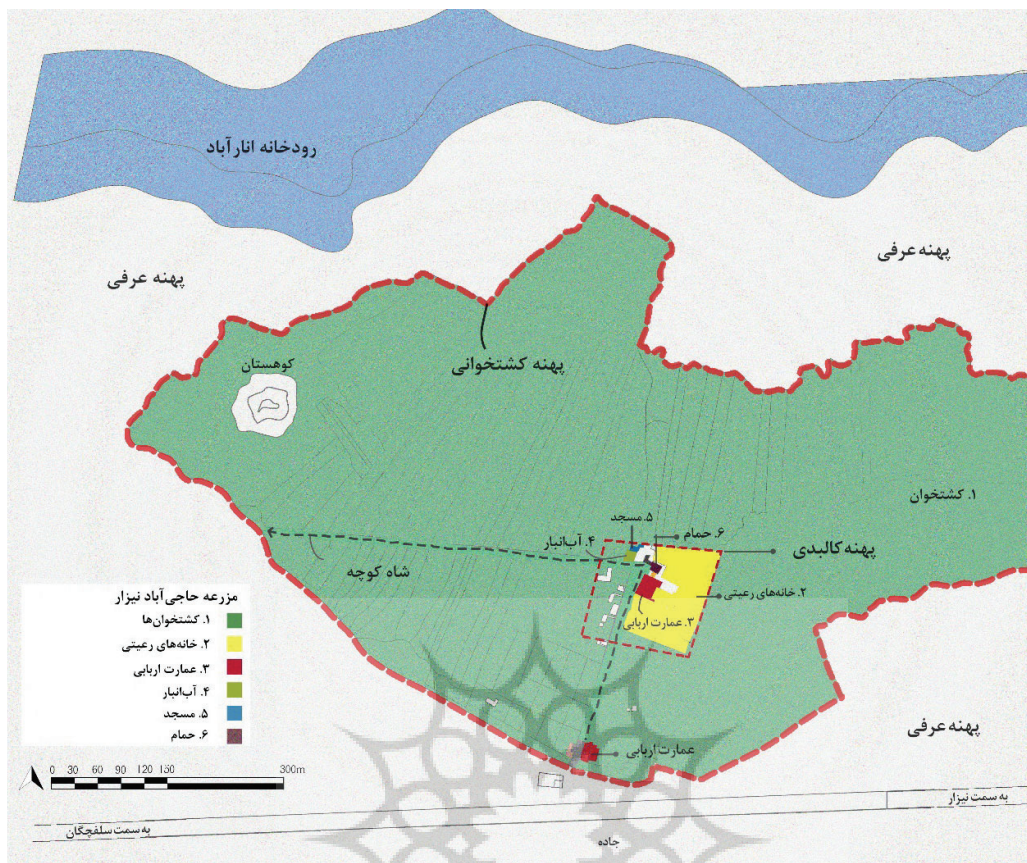 رودخانه انارآباد
پهنه عرفی
پهنه عرفی
کوهستان
پهنه کشتخوانی
۱. کشتخوان
۵. مسجد
۶. حمام
۴. آب‌انبار
پهنه کالبدی
شاه کوچه
۲. خانه‌های رعیتی
۳. عمارت اربابی
مزرعه حاجی‌آباد نیزار
۱. کشتخوان‌ها
۲. خانه‌های رعیتی
۳. عمارت اربابی
۴. آب‌انبار
۵. مسجد
۶. حمام
پهنه عرفی
عمارت اربابی
0 30 60 90 120 150 300m
به سمت نیزار
به سمت سلفچگان
جاده